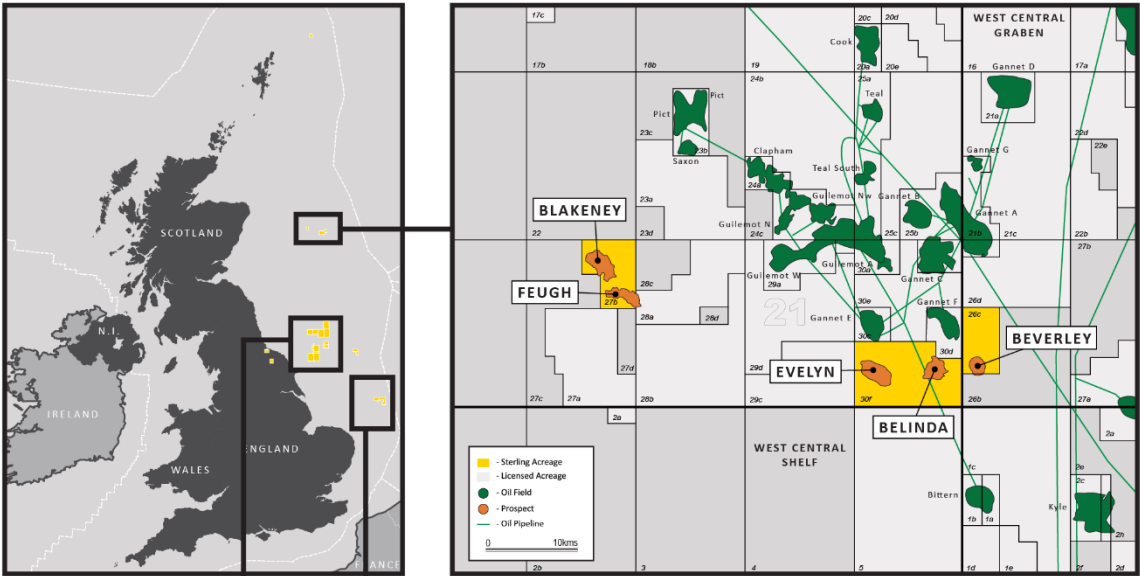 SCOTLAND
N.I.
IRELAND
WALES
ENGLAND
FRANCE
17c
20c
20d
WEST CENTRAL
GRABEN
Cook
17b
18b
19
20a
20e
16
17a
24b
25a
Gannet D
Teal
Pict
Pict
21a
23c
23b
22d
22e
Saxon
Clapham
Gannet G
24a
Teal South
23a
Guilemot Nw
Gannet B
BLAKENEY
Guilemot N
25b
Gannet A
22
23d
24c
25c
21b
21c
22b
27b
Guilemot A
Guilemot W
30a
Gannet C
28c
29a
FEUGH
27b
30e
Gannet F
26d
21
28a
28d
Gannet E
30c
26c
BEVERLEY
30d
27d
29d
EVELYN
27c
27a
28b
29c
30f
26b
27a
2a
BELINDA
2a
WEST CENTRAL
SHELF
- Sterling Acreage
- Licensed Acreage
- Oil Field
- Prospect
- Oil Pipeline
0 10kms
1c
2e
2c
Bittern
Kyle
1b
1a
2h
2b
3
4
5
1d
1e
2f
2d